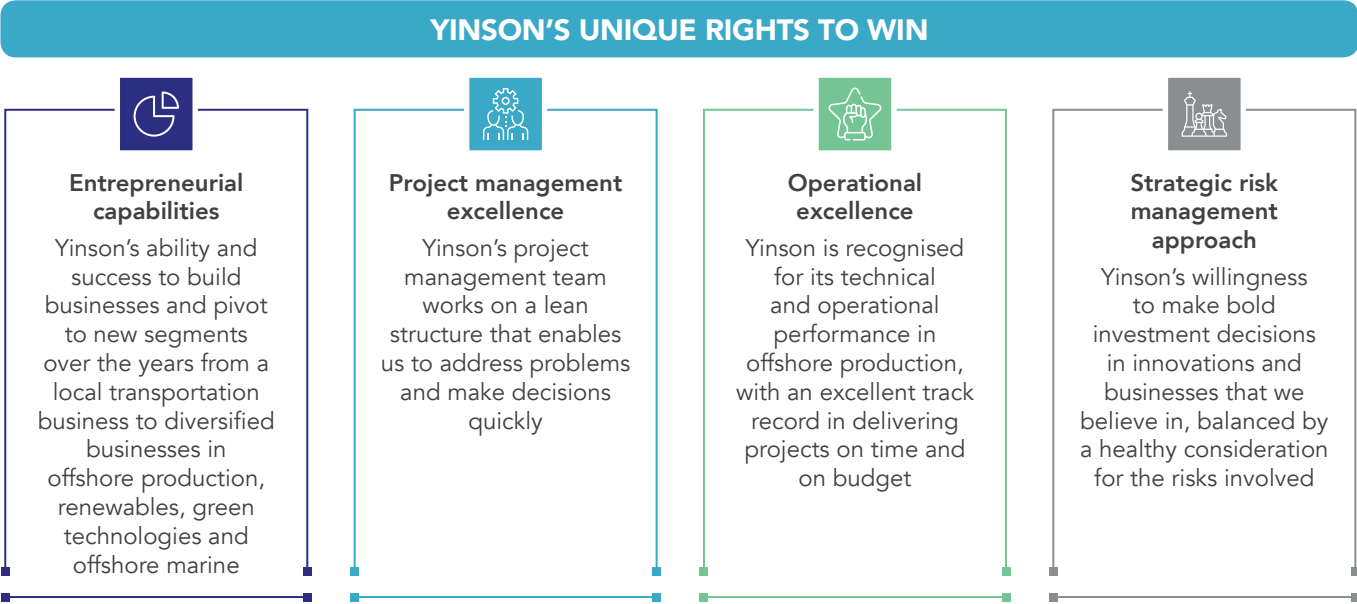 YINSON’S UNIQUE RIGHTS TO WIN
Entrepreneurial
capabilities
Yinson’s ability and
success to build
businesses and pivot
to new segments
over the years from a
local transportation
business to diversified
businesses in
offshore production,
renewables, green
technologies and
offshore marine
Project management
excellence
Yinson’s project
management team
works on a lean
structure that enables
us to address problems
and make decisions
quickly
Operational
excellence
Yinson is recognised
for its technical
and operational
performance in
offshore production,
with an excellent track
record in delivering
projects on time and
on budget
Strategic risk
management
approach
Yinson’s willingness
to make bold
investment decisions
in innovations and
businesses that we
believe in, balanced by
a healthy consideration
for the risks involved